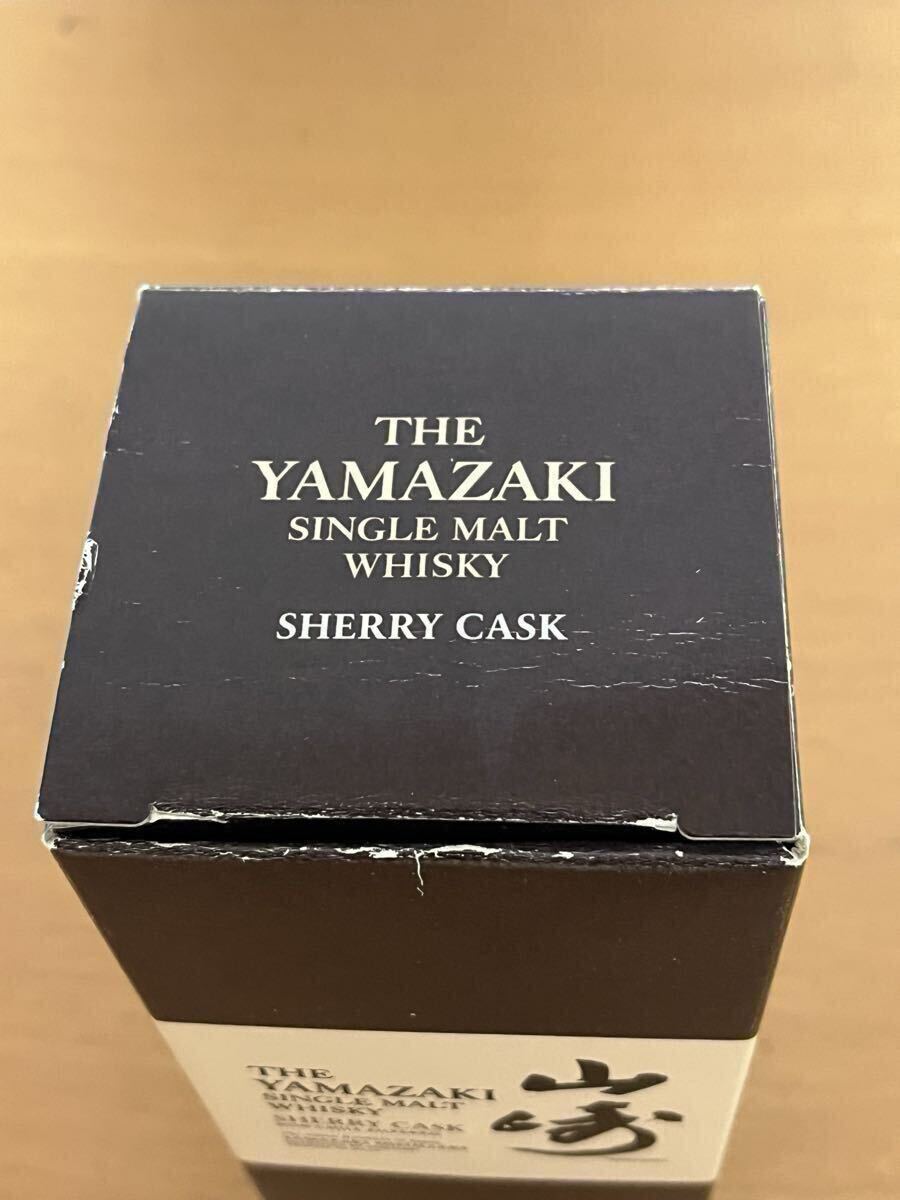 THE
YAMAZAKI
SINGLE MALT
WHISKY
SHERRY CASK
THE
YAMAZAKI
SINGLE MALT
WHISKY
SHERRY CASK
山崎